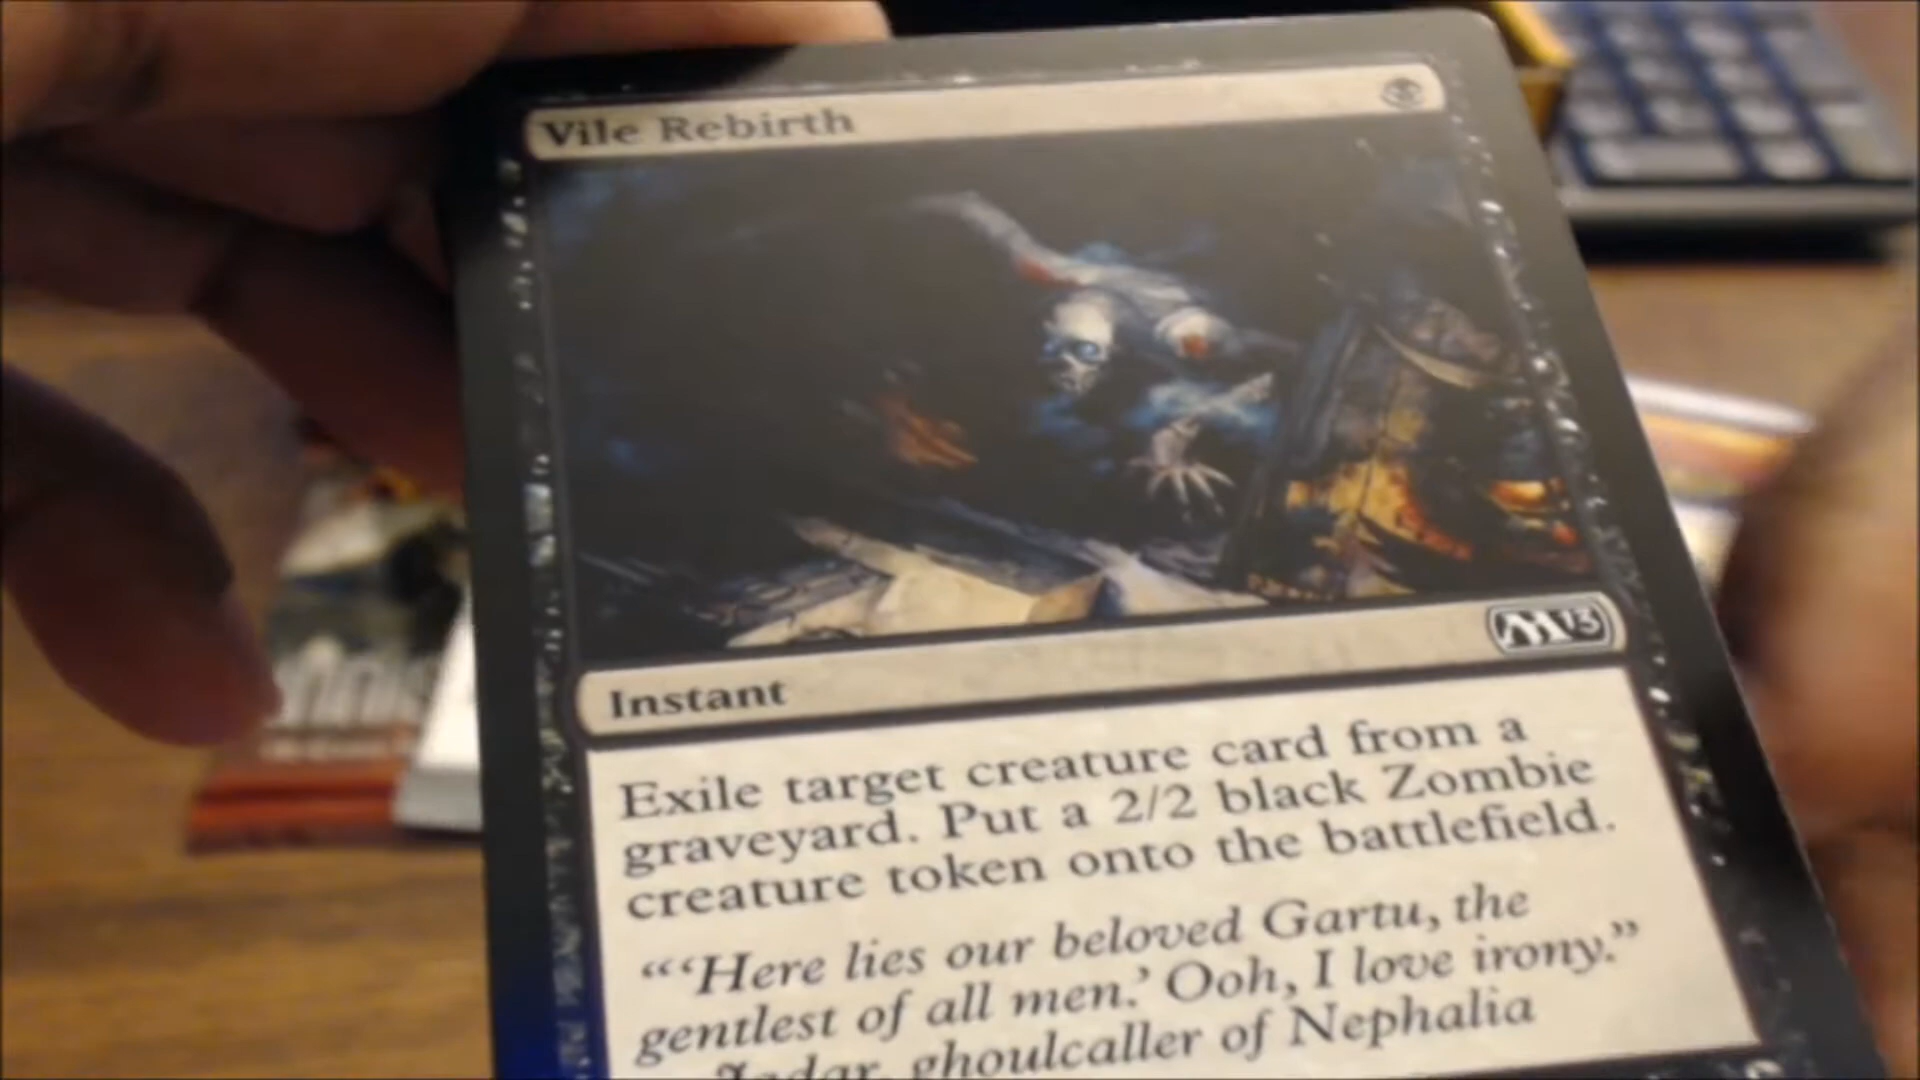 Vile Rebirth
M13
Instant
Exile target creature card from a
graveyard. Put a 2/2 black Zombie
creature token onto the battlefield.
“‘Here lies our beloved Gartu, the
gentlest of all men.’ Ooh, I love irony.”
Jadar, ghoulcaller of Nephalia